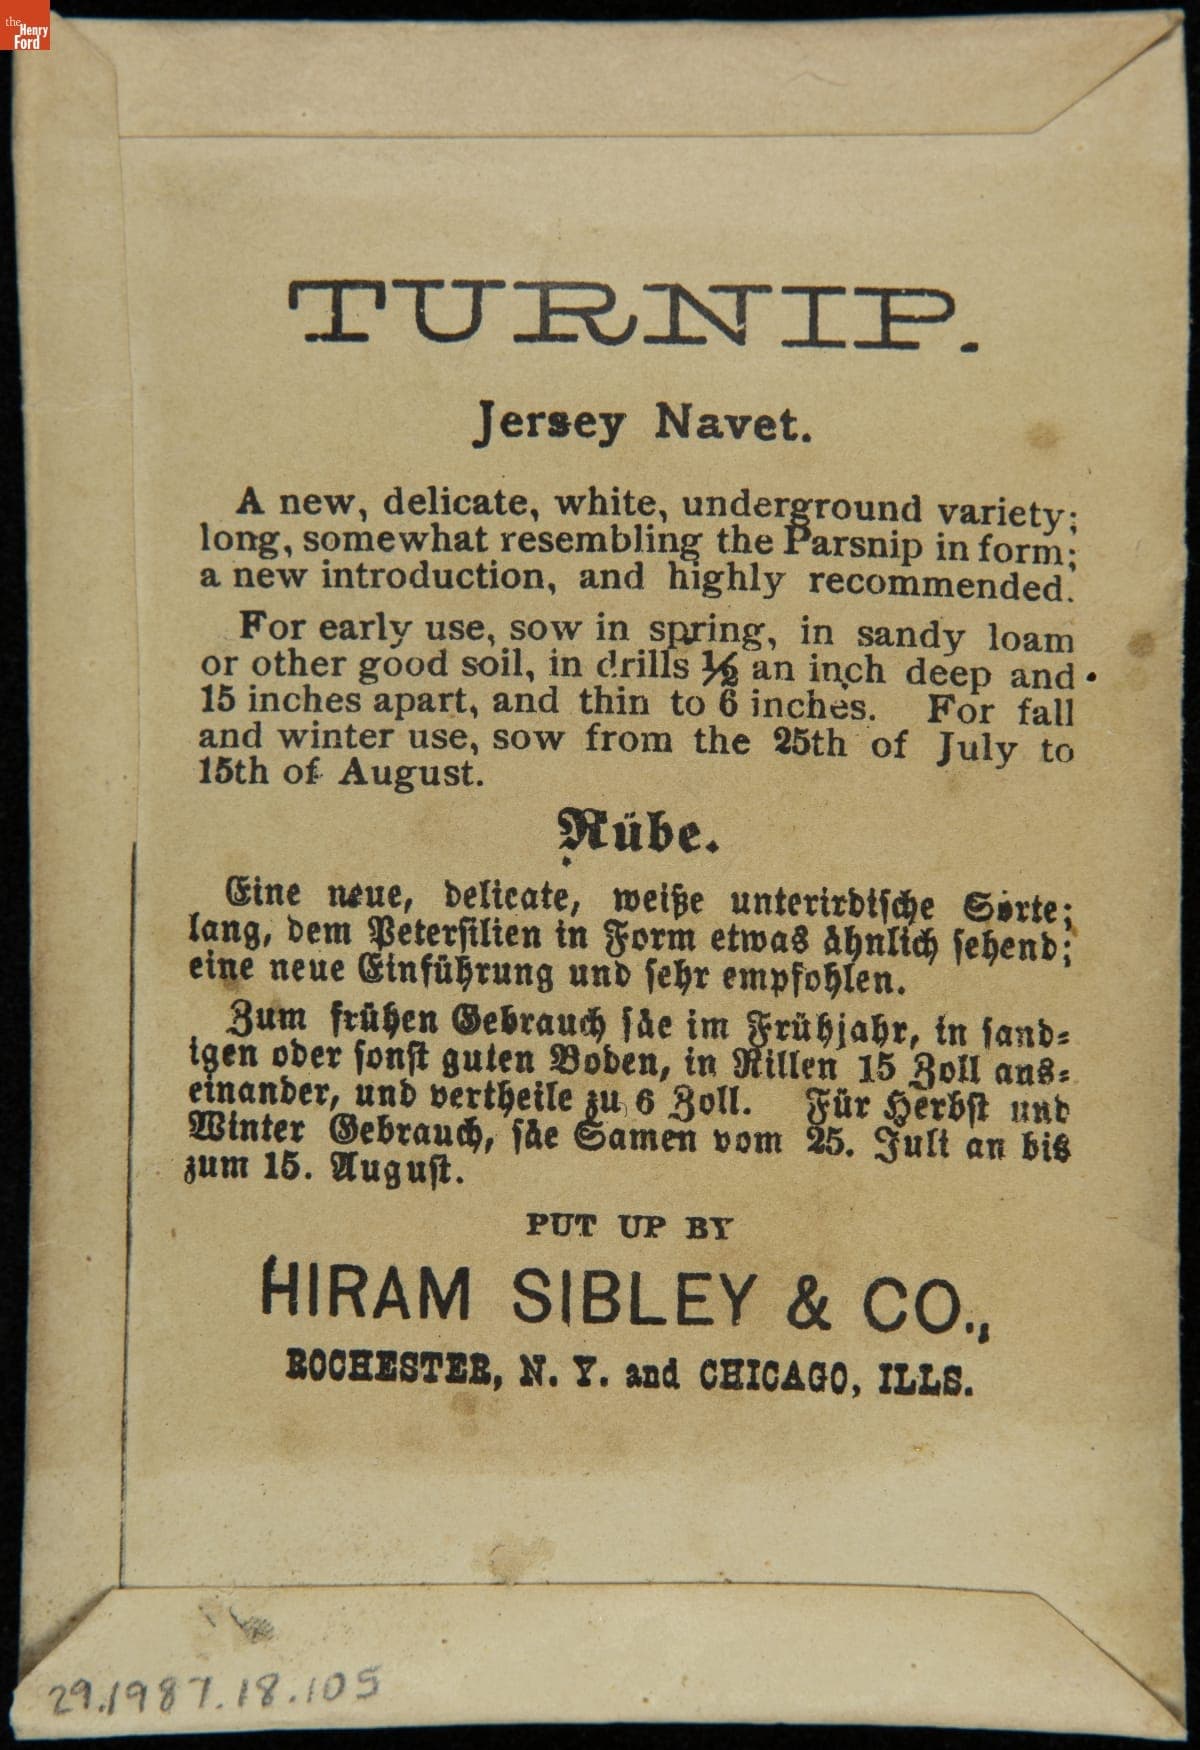 the
Henry
Ford
TURNIP.
Jersey Navet.
A new, delicate, white, underground variety;
long, somewhat resembling the Parsnip in form;
a new introduction, and highly recommended.
For early use, sow in spring, in sandy loam
or other good soil, in drills ½ an inch deep and
15 inches apart, and thin to 6 inches. For fall
and winter use, sow from the 25th of July to
15th of August.
Rübe.
Eine neue, delicate, weiße unterirdische Sorte;
lang, dem Petersilien in Form etwas ähnlich sehend;
eine neue Einführung und sehr empfohlen.
Zum frühen Gebrauch säe im Frühjahr, in sand-
igen oder sonst guten Boden, in Rillen 15 Zoll aus-
einander, und vertheile zu 6 Zoll. Für Herbst und
Winter Gebrauch, säe Samen vom 25. Juli an bis
zum 15. August.
PUT UP BY
HIRAM SIBLEY & CO.,
ROCHESTER, N. Y. and CHICAGO, ILLS.
29.1987.18.105